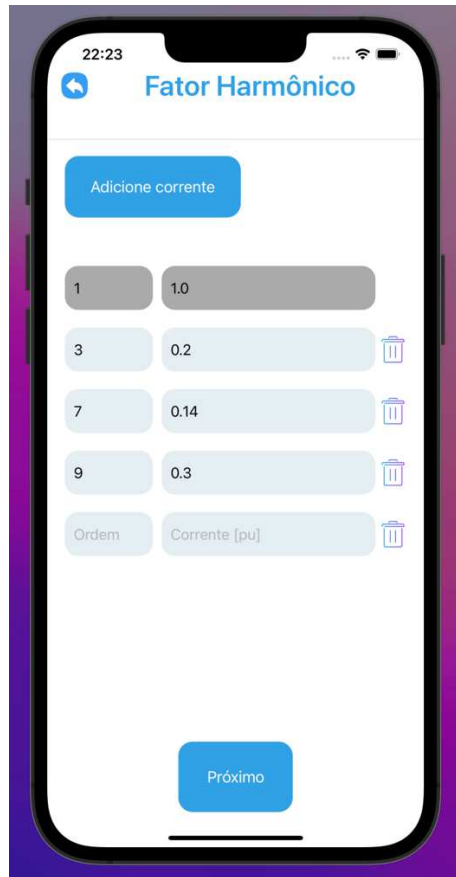 22:23
Fator Harmônico
Adicione corrente
1 1.0
3 0.2
7 0.14
9 0.3
Ordem Corrente [pu]
Próximo